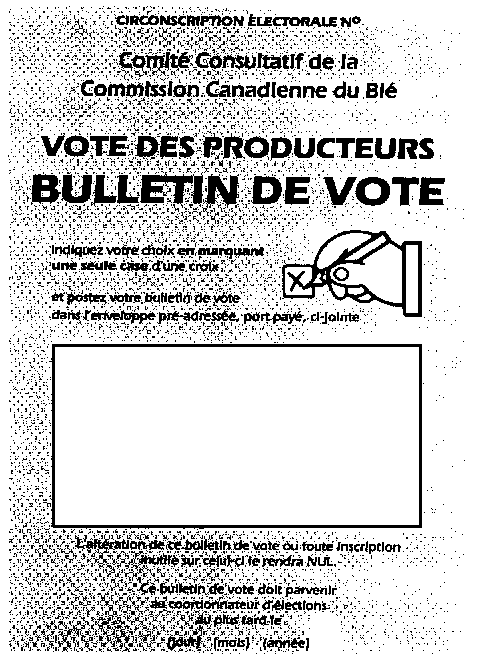 CIRCONSCRIPTION ÉLECTORALE Nº
Comité Consultatif de la
Commission Canadienne du Blé
VOTE DES PRODUCTEURS
BULLETIN DE VOTE
Indiquez votre choix en marquant
une seule case d'une croix
et postez votre bulletin de vote
dans l'enveloppe pré-adressée, port payé, ci-jointe
L'altération de ce bulletin de vote ou toute inscription
inutile sur celui-ci le rendra NUL.
Ce bulletin de vote doit parvenir
au coordonnateur d'élections
au plus tard le
(jour) (mois) (année)